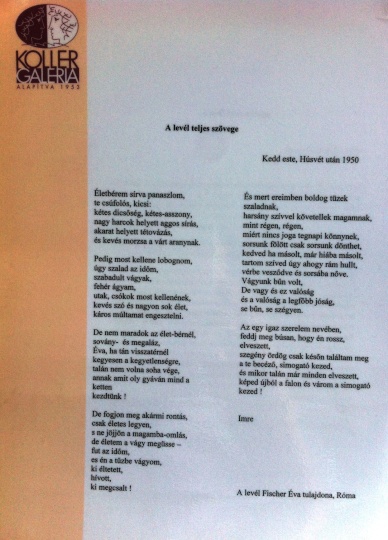 KOLLER
GALÉRIA
ALAPÍTVA 1953
A levél teljes szövege
Kedd este, Húsvét után 1950
Életbérem sírva panaszlom,
te csúfolós, kicsi:
kétes dicsőség, kétes-asszony,
nagy harcok helyett aggos sírás,
akarat helyett tétovázás,
és kevés morzsa a várt arazynak.
Pedig most kellene lobognom,
úgy szalad az időm,
szabadult vágyak,
fehér ágyam,
utak, csókok most kellenének,
kevés szó és nagyon sok élet,
káros málltamat engesztelni.
De nem maradok az élet-bérnél,
sovány- és megaláz,
Éva, ha tán visszatérnél
kegyesen a kegyetlenségre,
talán nem volna soha vége,
annak amit oly gyáván mind a
ketten
kezdtünk !
De fogjon meg akármi rontás,
csak életes legyen,
s ne jöjjön a magamba-omlás,
de életem a vágy meglisse –
fut az időm,
es én a tűzbe vágyom,
ki éltetett,
hívott,
ki megcsalt !
És mert ereimben boldog tüzek
szaladnak,
harsány szívvel követellek magamnak,
mint régen, régen,
miért nincs joga tegnapi könnynek,
sorsunk fölött csak sorsunk dönthet,
kedved ha másolt, már hiába másolt,
tartom szíved úgy ahogy rám hullt,
vérbe vesződve és sorsába nőve.
Vágyunk bűn volt,
De vagy és ez valóság
és a valóság a legfőbb jóság,
se bűn, se szégyen.
Az egy igaz szerelem nevében,
feddj meg búsan, hogy én rossz,
elveszett,
szegény ördög csak későn találtam meg
a te becéző, simogató kezed,
és mikor talán már minden elveszett,
képed újból a falon és várom a simogató
kezed !
Imre
A levél Fischer Éva tulajdona, Róma